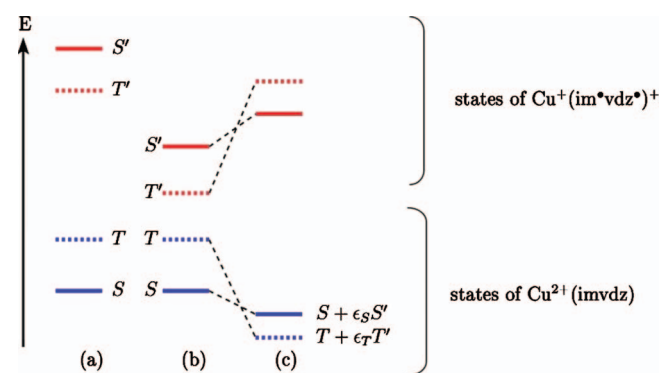 E
S′
T′
states of Cu⁺(im•vdz•)⁺
S′
T′
T T
S S
states of Cu²⁺(imvdz)
S + ϵ_S S′
T + ϵ_T T′
(a) (b) (c)